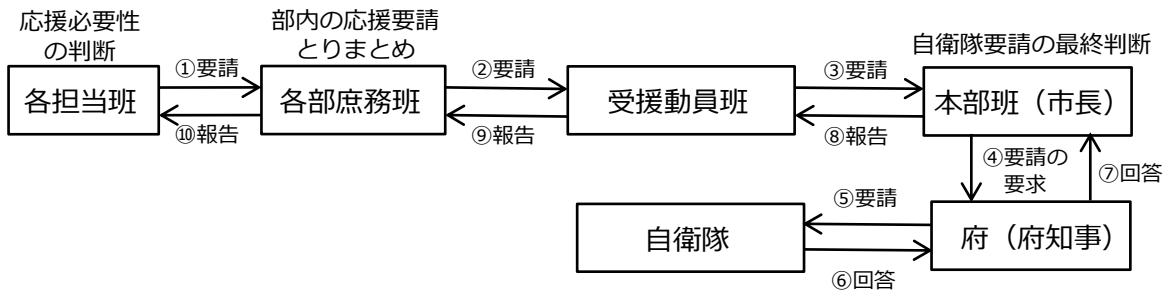 応援必要性
の判断
部内の応援要請
とりまとめ
自衛隊要請の最終判断
各担当班
①要請
⑩報告
各部庶務班
②要請
⑨報告
受援動員班
③要請
⑧報告
本部班（市長）
④要請の
要求
⑦回答
自衛隊
⑤要請
⑥回答
府（府知事）